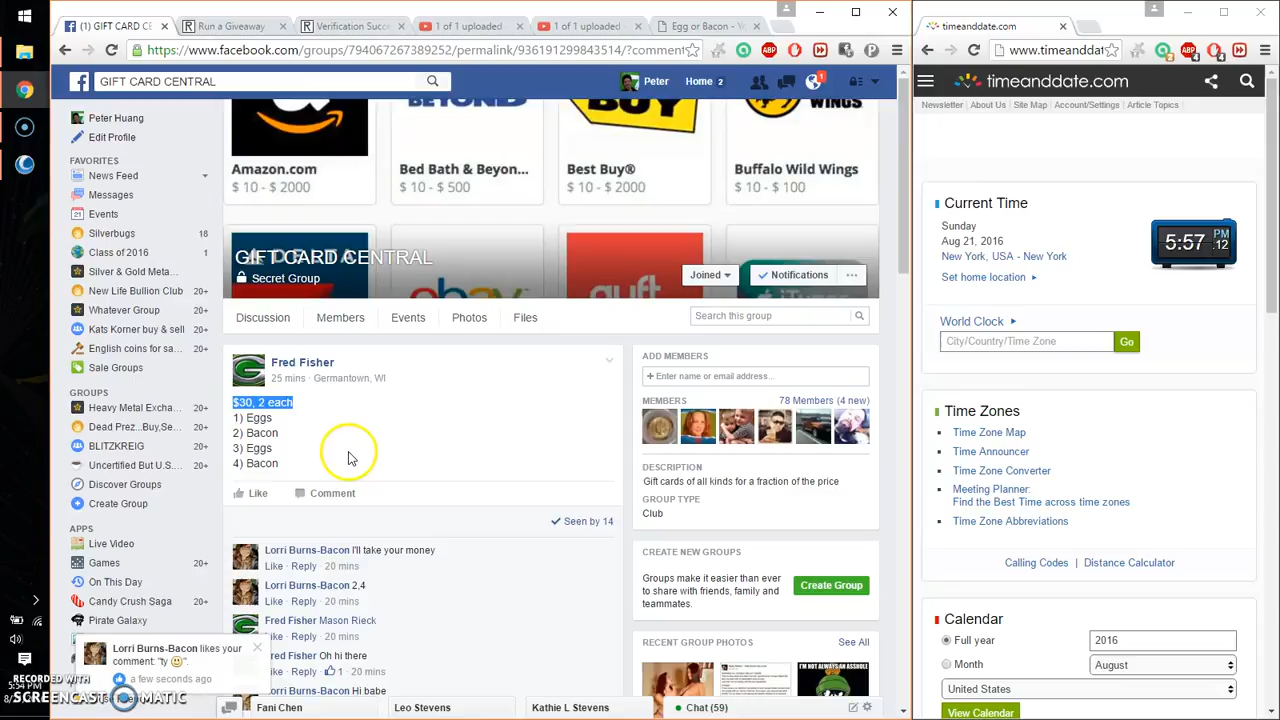 (GIFT CARD CENTRAL
Run a Giveaway
Verification Succe
1 of 1 uploaded
1 of 1 uploaded
Egg or Bacon - Yo
timeanddate.com
https://www.facebook.com/groups/794067267389252/permalink/936191299843514/?comment
www.timeanddat
GIFT CARD CENTRAL
Peter
Home 2
1
timeanddate.com
Newsletter
About Us
Site Map
Account/Settings
Article Topics
Peter Huang
Edit Profile
FAVORITES
News Feed
Messages
Events
Silverbugs 18
Class of 2016 1
Silver & Gold Meta...
New Life Bullion Club 20+
Whatever Group 20+
Kats Korner buy & sell 20+
English coins for sa... 20+
Sale Groups 20+
GROUPS
Heavy Metal Excha... 20+
Dead Prez...Buy,Sel... 20+
BLITZKREIG 20+
Uncertified But U.S... 20+
Discover Groups
Create Group
APPS
Live Video
Games 20+
On This Day
Candy Crush Saga 20+
Pirate Galaxy
BEYOND
BUY
WINGS
Amazon.com
$ 10 - $ 2000
Bed Bath & Beyon...
$ 10 - $ 500
Best Buy®
$ 10 - $ 2000
Buffalo Wild Wings
$ 10 - $ 100
DELTA
ebay
gyft
iTunes
GIFT CARD CENTRAL
Secret Group
Joined
Notifications
Discussion
Members
Events
Photos
Files
Search this group
Fred Fisher
25 mins · Germantown, WI
$30, 2 each
1) Eggs
2) Bacon
3) Eggs
4) Bacon
Like
Comment
Seen by 14
Lorri Burns-Bacon I'll take your money
Like · Reply · 20 mins
Lorri Burns-Bacon 2,4
Like · Reply · 20 mins
Fred Fisher Mason Rieck
Like · Reply · 20 mins
Fred Fisher Oh hi there
Like · Reply · 1 · 20 mins
Lorri Burns-Bacon Hi babe
ADD MEMBERS
+ Enter name or email address...
MEMBERS
78 Members (4 new)
DESCRIPTION
Gift cards of all kinds for a fraction of the price
GROUP TYPE
Club
CREATE NEW GROUPS
Groups make it easier than ever
to share with friends, family and
teammates.
Create Group
RECENT GROUP PHOTOS
See All
I'M NOT ALWAYS AN ASSHOLE
Lorri Burns-Bacon likes your
comment: "ty
few seconds ago
RECORDED WITH
SCREENCAST MATIC
Fani Chen
Leo Stevens
Kathie L Stevens
Chat (59)
Current Time
Sunday
Aug 21, 2016
New York, USA - New York
Set home location
5:57 PM
12
World Clock
City/Country/Time Zone
Go
Time Zones
Time Zone Map
Time Announcer
Time Zone Converter
Meeting Planner:
Find the Best Time across time zones
Time Zone Abbreviations
Calling Codes | Distance Calculator
Calendar
Full year
2016
Month
August
United States
View Calendar